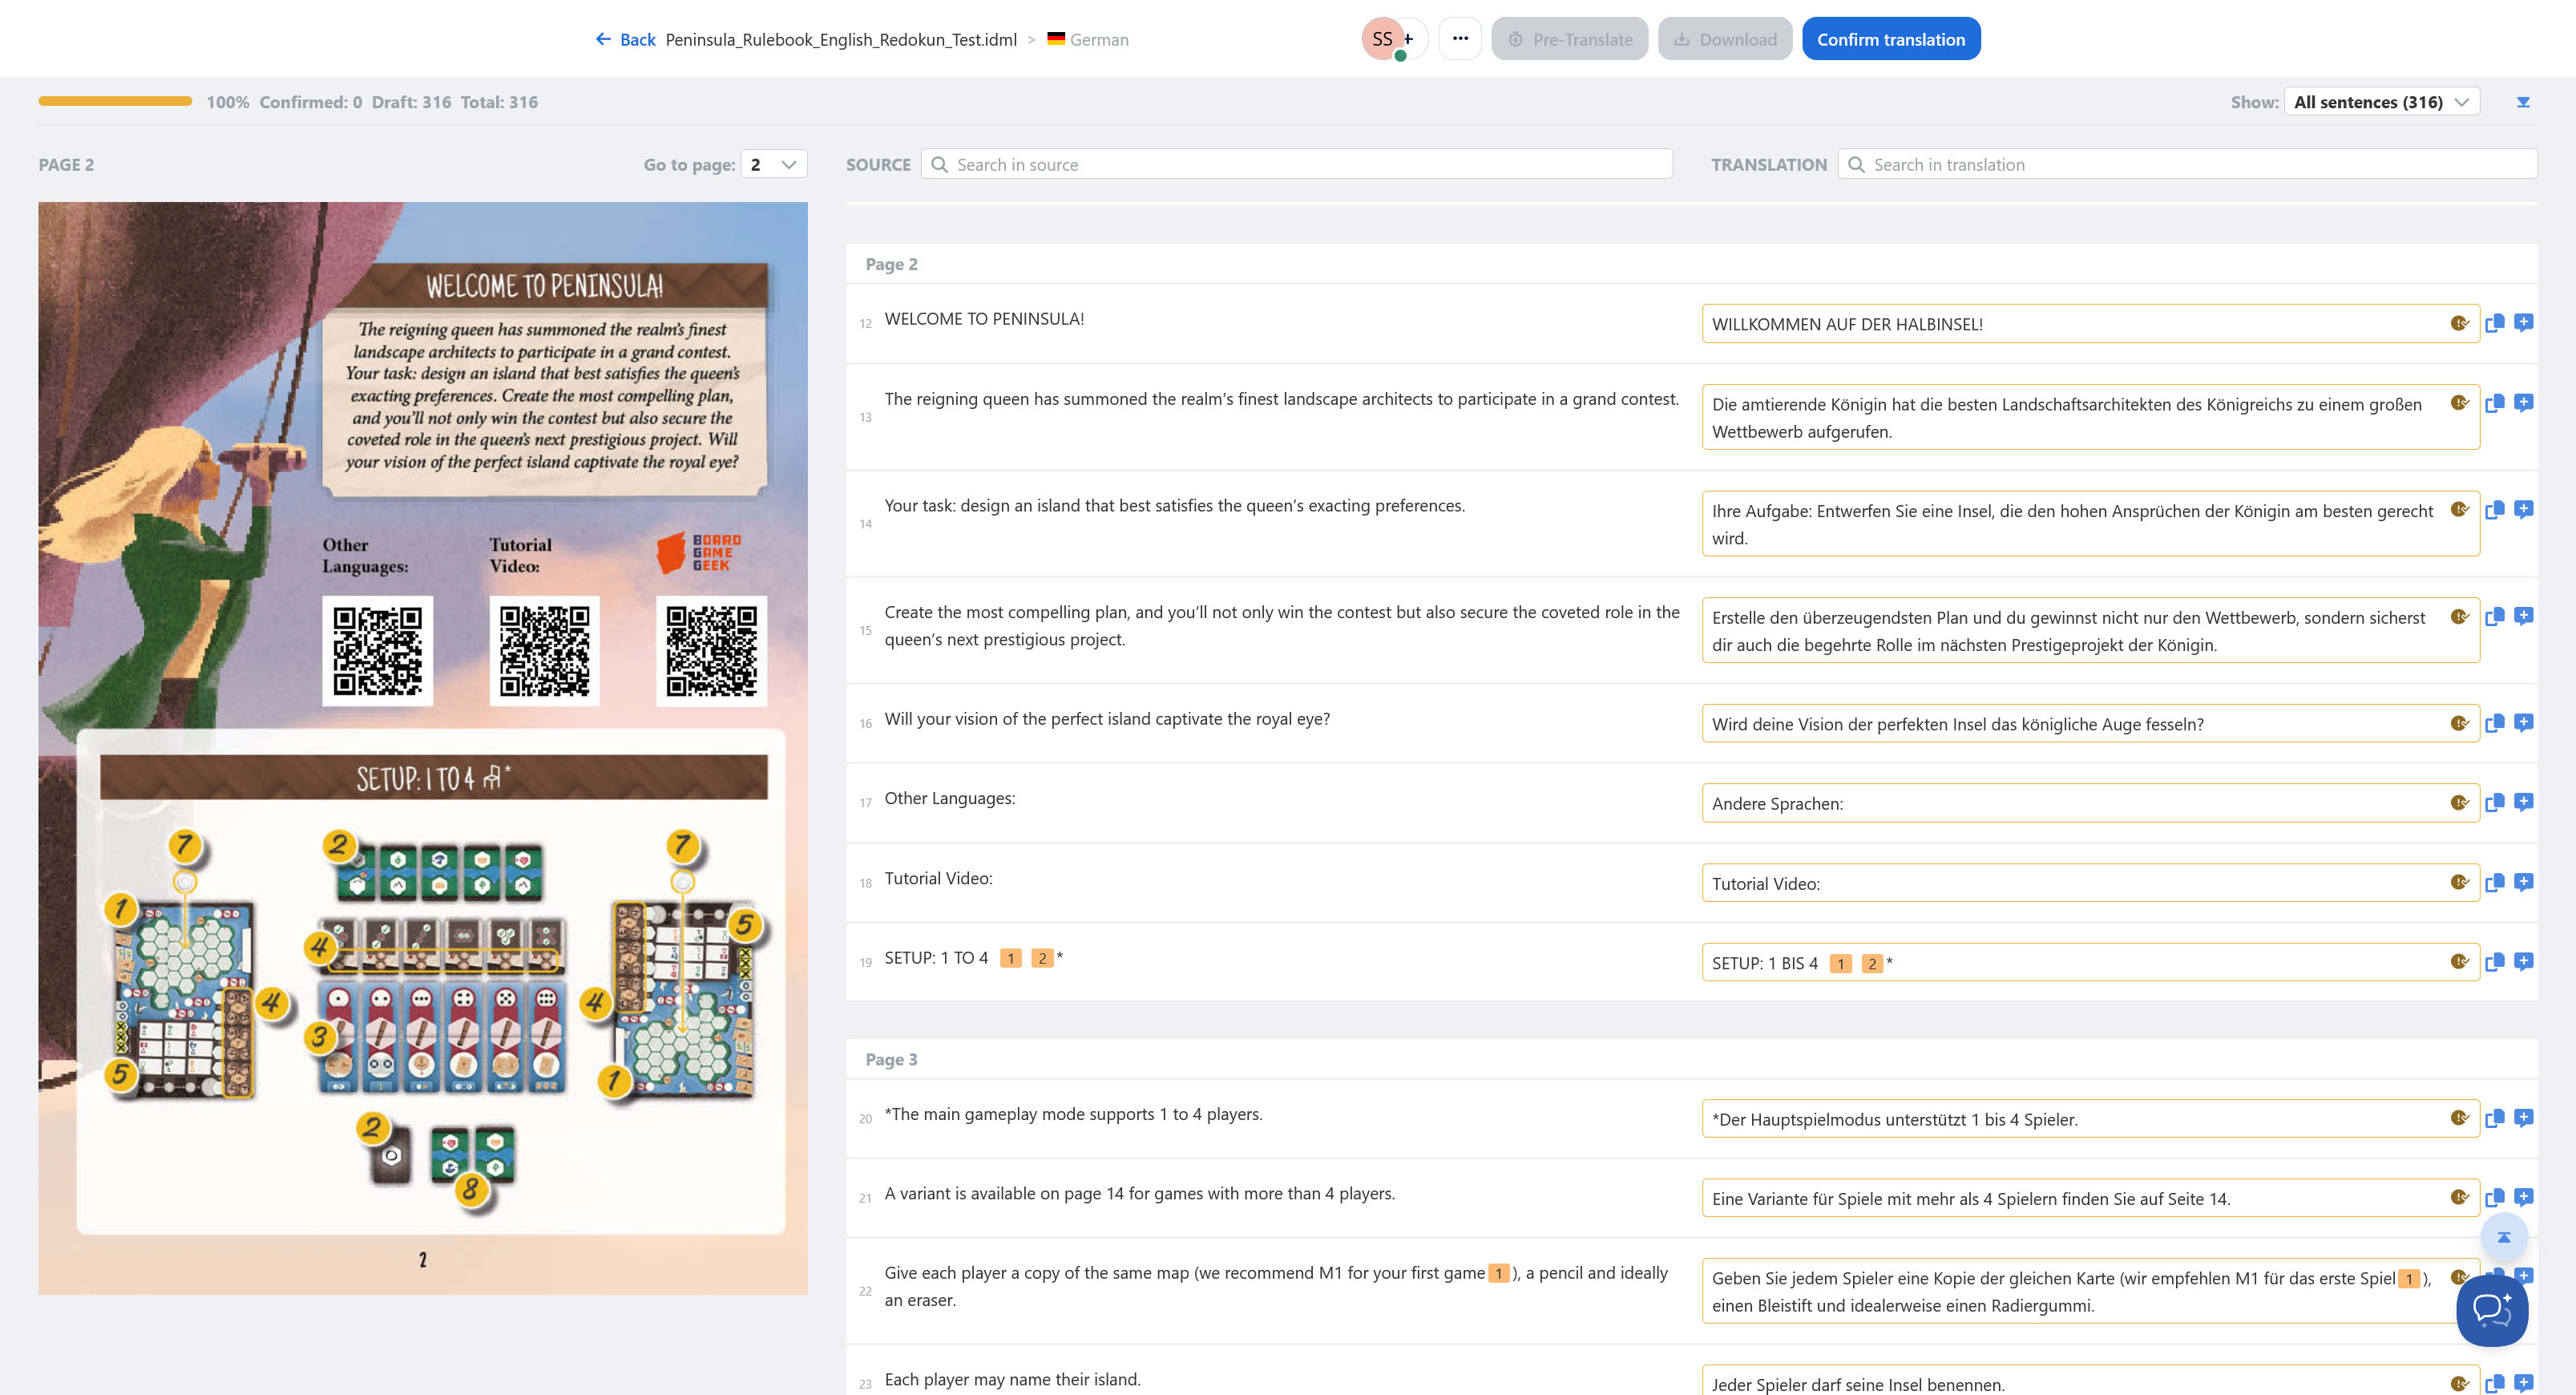 Back Peninsula_Rulebook_English_Redokun_Test.idml > German
SS + ... Pre-Translate Download Confirm translation
100% Confirmed: 0 Draft: 316 Total: 316
Show: All sentences (316)
PAGE 2 Go to page: 2
SOURCE Search in source
TRANSLATION Search in translation
WELCOME TO PENINSULA!
The reigning queen has summoned the realm's finest
landscape architects to participate in a grand contest.
Your task: design an island that best satisfies the queen's
exacting preferences. Create the most compelling plan,
and you'll not only win the contest but also secure the
coveted role in the queen's next prestigious project. Will
your vision of the perfect island captivate the royal eye?
Other
Languages:
Tutorial
Video:
BOARD
GAME
GEEK
SETUP: 1 TO 4 *
7
2
7
1
5
4
4
4
3
5
1
2
8
2
Page 2
12 WELCOME TO PENINSULA!
WILLKOMMEN AUF DER HALBINSEL!
13 The reigning queen has summoned the realm's finest landscape architects to participate in a grand contest.
Die amtierende Königin hat die besten Landschaftsarchitekten des Königreichs zu einem großen
Wettbewerb aufgerufen.
14 Your task: design an island that best satisfies the queen's exacting preferences.
Ihre Aufgabe: Entwerfen Sie eine Insel, die den hohen Ansprüchen der Königin am besten gerecht
wird.
15 Create the most compelling plan, and you'll not only win the contest but also secure the coveted role in the
queen's next prestigious project.
Erstelle den überzeugendsten Plan und du gewinnst nicht nur den Wettbewerb, sondern sicherst
dir auch die begehrte Rolle im nächsten Prestigeprojekt der Königin.
16 Will your vision of the perfect island captivate the royal eye?
Wird deine Vision der perfekten Insel das königliche Auge fesseln?
17 Other Languages:
Andere Sprachen:
18 Tutorial Video:
Tutorial Video:
19 SETUP: 1 TO 4 1 2 *
SETUP: 1 BIS 4 1 2 *
Page 3
20 *The main gameplay mode supports 1 to 4 players.
*Der Hauptspielmodus unterstützt 1 bis 4 Spieler.
21 A variant is available on page 14 for games with more than 4 players.
Eine Variante für Spiele mit mehr als 4 Spielern finden Sie auf Seite 14.
22 Give each player a copy of the same map (we recommend M1 for your first game 1 ), a pencil and ideally
an eraser.
Geben Sie jedem Spieler eine Kopie der gleichen Karte (wir empfehlen M1 für das erste Spiel 1 ),
einen Bleistift und idealerweise einen Radiergummi.
23 Each player may name their island.
Jeder Spieler darf seine Insel benennen.